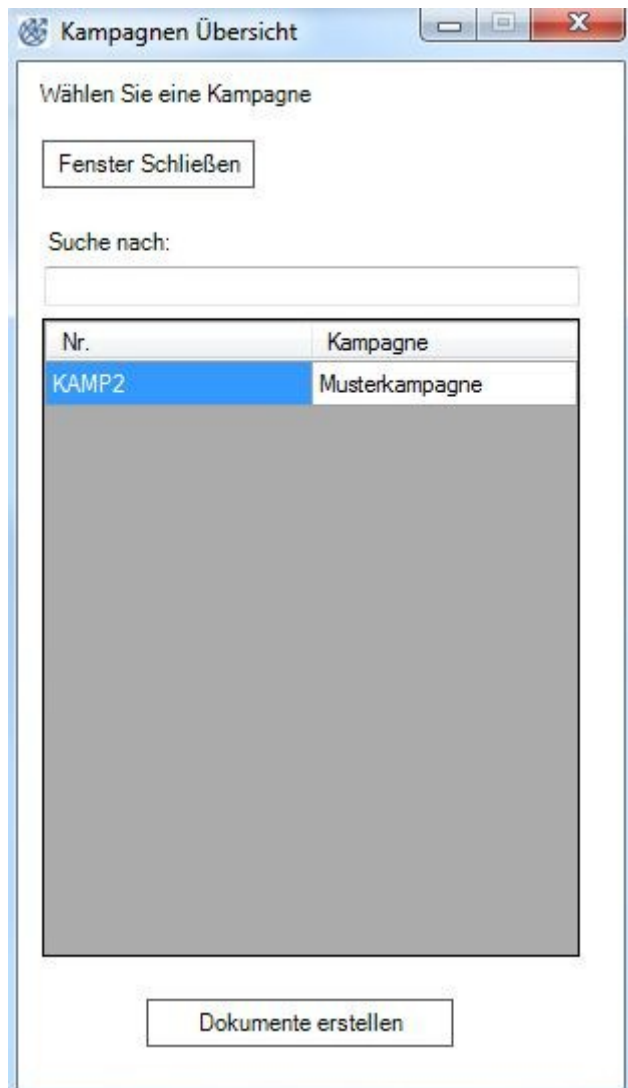 Kampagnen Übersicht
Wählen Sie eine Kampagne
Fenster Schließen
Suche nach:
Nr. Kampagne
KAMP2 Musterkampagne
Dokumente erstellen